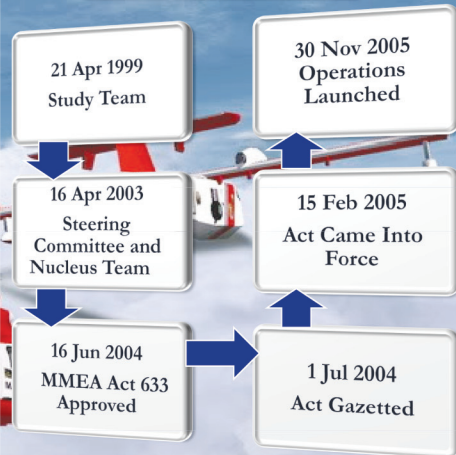 21 Apr 1999
Study Team
16 Apr 2003
Steering
Committee and
Nucleus Team
16 Jun 2004
MMEA Act 633
Approved
1 Jul 2004
Act Gazetted
15 Feb 2005
Act Came Into
Force
30 Nov 2005
Operations
Launched